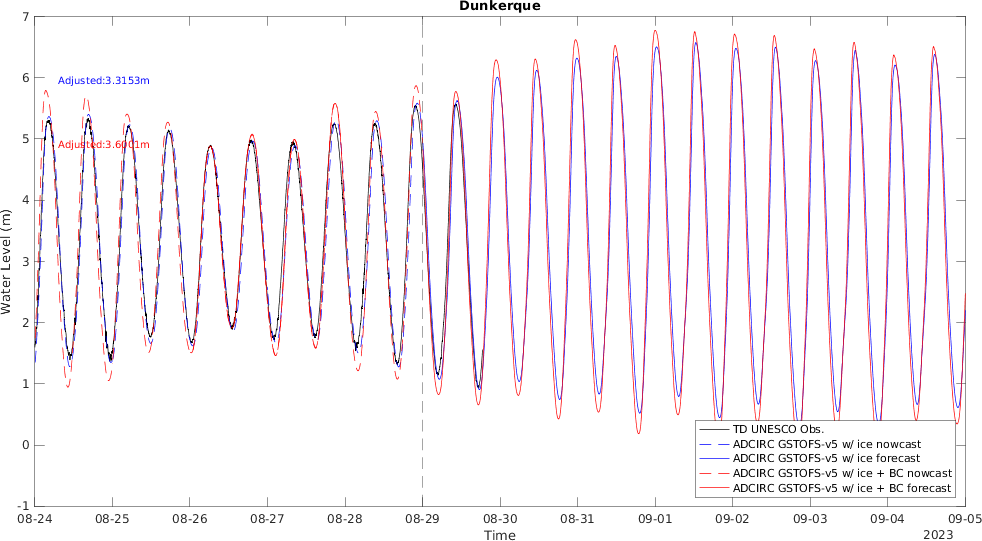 Dunkerque
7
6
5
4
3
2
1
0
-1
Water Level (m)
Adjusted:3.3153m
Adjusted:3.6001m
TD UNESCO Obs.
ADCIRC GSTOFS-v5 w/ ice nowcast
ADCIRC GSTOFS-v5 w/ ice forecast
ADCIRC GSTOFS-v5 w/ ice + BC nowcast
ADCIRC GSTOFS-v5 w/ ice + BC forecast
08-24 08-25 08-26 08-27 08-28 08-29 08-30 08-31 09-01 09-02 09-03 09-04 09-05
Time
2023